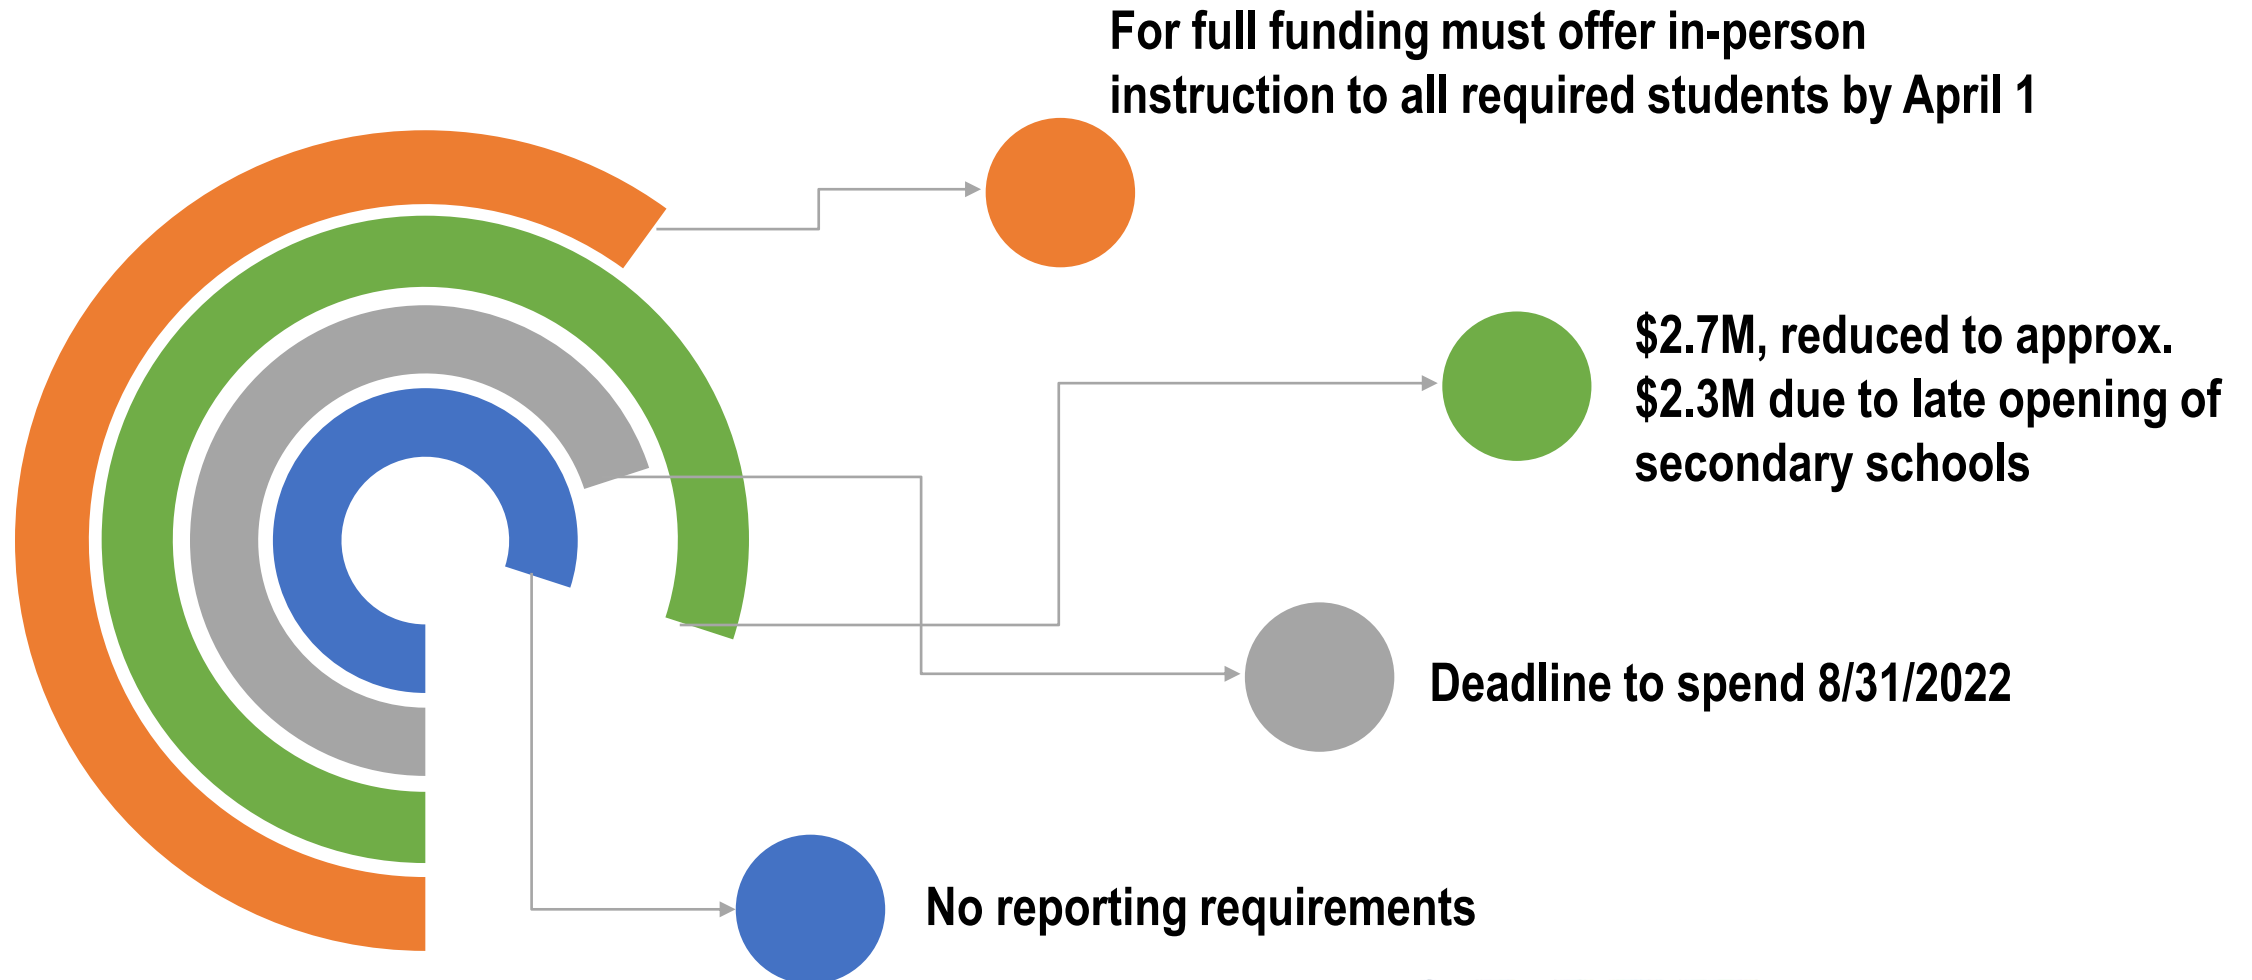 For full funding must offer in-person
instruction to all required students by April 1
$2.7M, reduced to approx.
$2.3M due to late opening of
secondary schools
Deadline to spend 8/31/2022
No reporting requirements